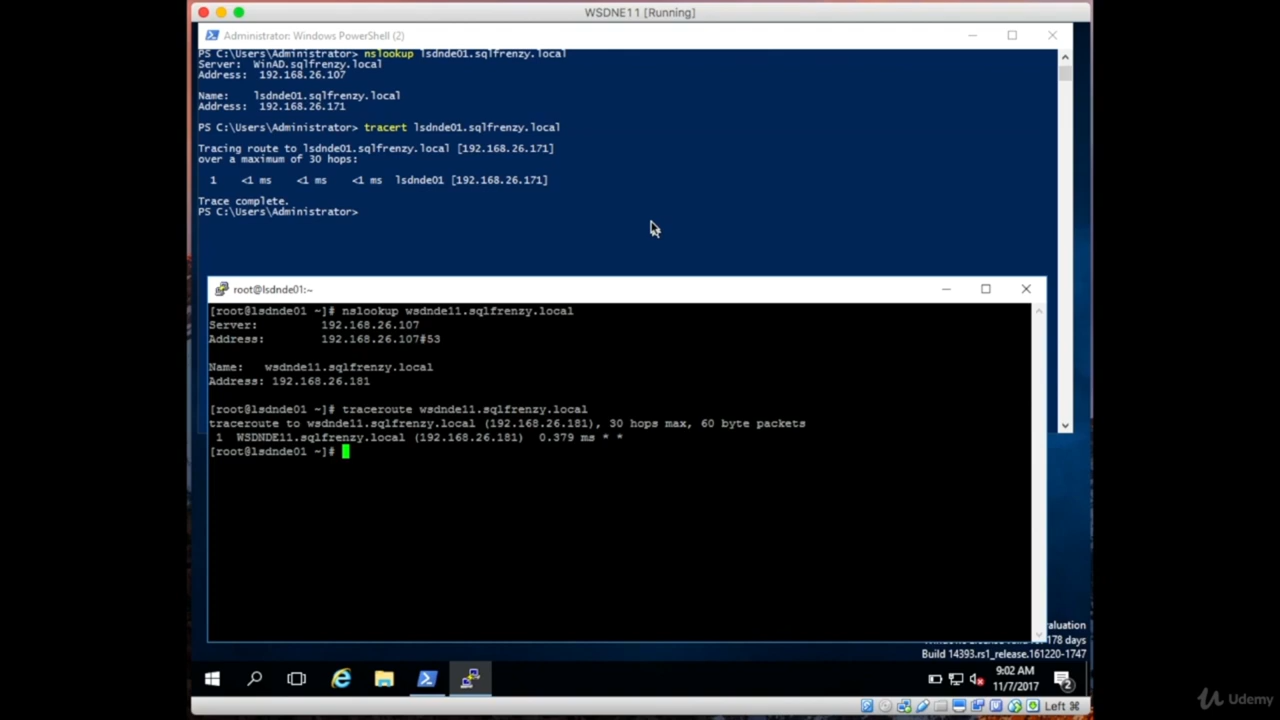 WSDNE11 [Running]
Administrator: Windows PowerShell (2)
PS C:\Users\Administrator> nslookup lsdnde01.sqlfrenzy.local
Server:  WinAD.sqlfrenzy.local
Address:  192.168.26.107
Name:    lsdnde01.sqlfrenzy.local
Address:  192.168.26.171
PS C:\Users\Administrator> tracert lsdnde01.sqlfrenzy.local
Tracing route to lsdnde01.sqlfrenzy.local [192.168.26.171]
over a maximum of 30 hops:
1    <1 ms    <1 ms    <1 ms  lsdnde01 [192.168.26.171]
Trace complete.
PS C:\Users\Administrator>
root@lsdnde01:~
[root@lsdnde01 ~]# nslookup wsdnde11.sqlfrenzy.local
Server:         192.168.26.107
Address:        192.168.26.107#53
Name:   wsdnde11.sqlfrenzy.local
Address: 192.168.26.181
[root@lsdnde01 ~]# traceroute wsdnde11.sqlfrenzy.local
traceroute to wsdnde11.sqlfrenzy.local (192.168.26.181), 30 hops max, 60 byte packets
1  WSDNDE11.sqlfrenzy.local (192.168.26.181)  0.379 ms * *
[root@lsdnde01 ~]#
aluation
178 days
Build 14393.rs1_release.161220-1747
9:02 AM
11/7/2017
2
Left ⌘
Udemy